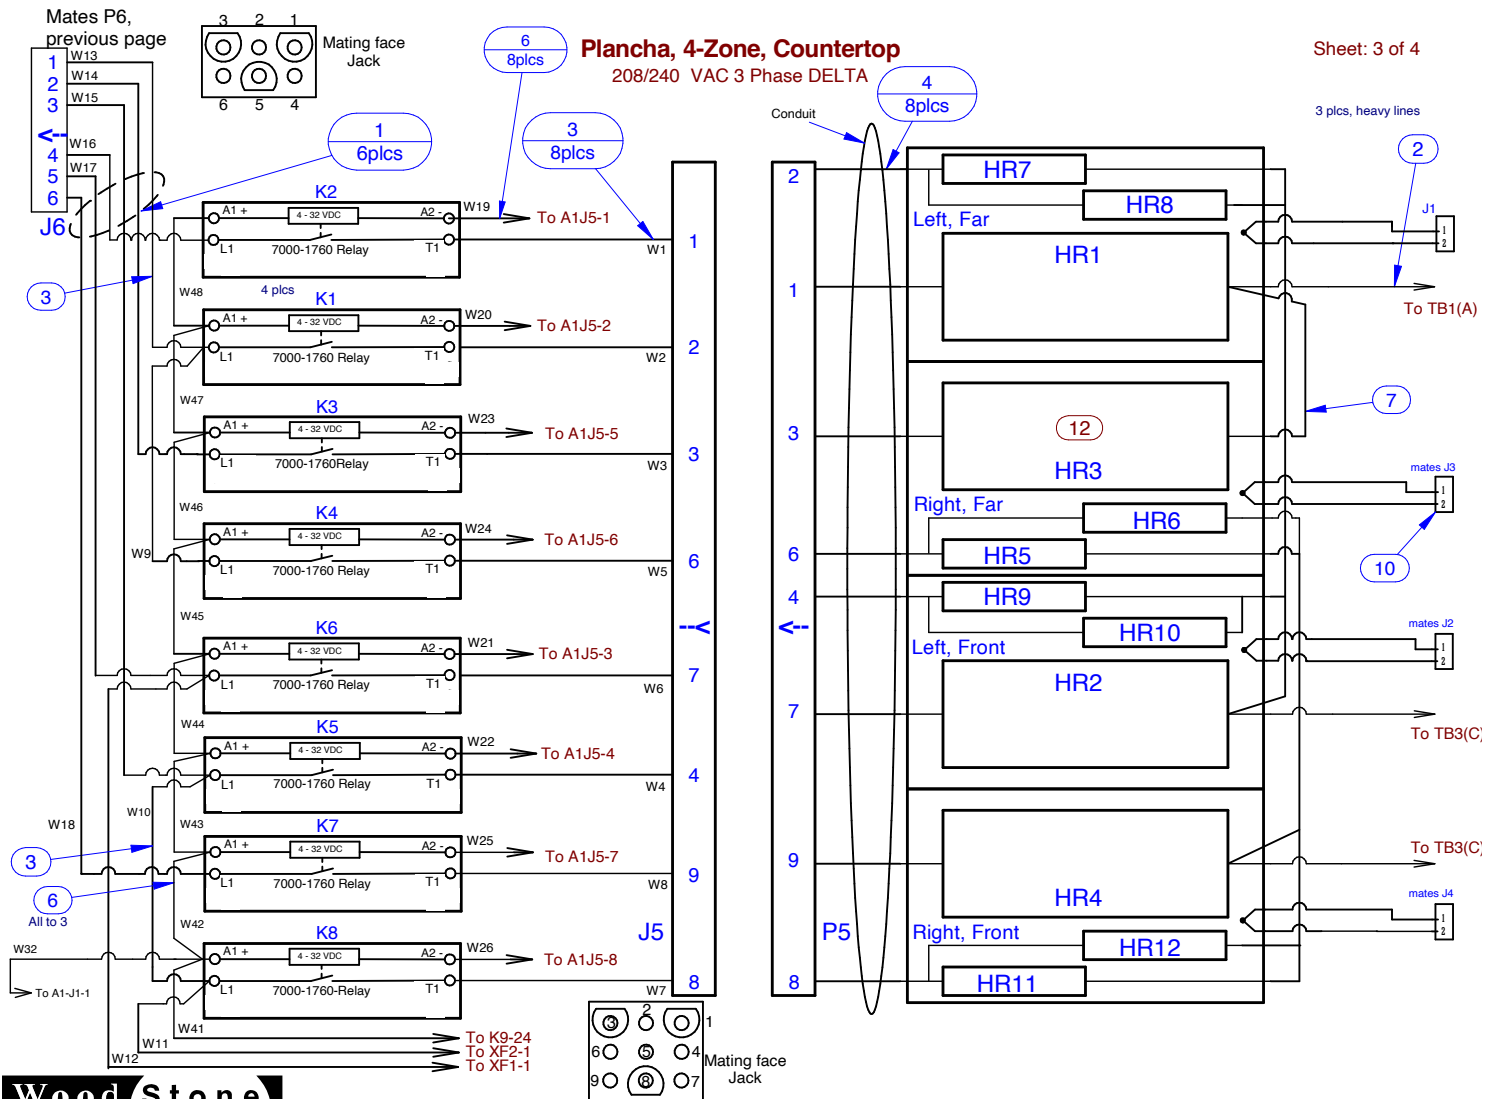 Mates P6,
previous page
3 2 1
Mating face
Jack
6 5 4
6
8plcs
Plancha, 4-Zone, Countertop
208/240 VAC 3 Phase DELTA
Sheet: 3 of 4
4
8plcs
Conduit
3 plcs, heavy lines
1
2
3
<--
4
5
6
J6
W13
W14
W15
W16
W17
1
6plcs
3
8plcs
2
K2
A1 +
4 - 32 VDC
A2 -
W19
To A1J5-1
L1
7000-1760 Relay
T1
W1
1
3
W48
4 plcs
K1
A1 +
4 - 32 VDC
A2 -
W20
To A1J5-2
L1
7000-1760 Relay
T1
W2
2
W47
K3
A1 +
4 - 32 VDC
A2 -
W23
To A1J5-5
L1
7000-1760Relay
T1
W3
3
W46
K4
A1 +
4 - 32 VDC
A2 -
W24
To A1J5-6
W9
L1
7000-1760 Relay
T1
W5
6
W45
--<
K6
A1 +
4 - 32 VDC
A2 -
W21
To A1J5-3
L1
7000-1760 Relay
T1
W6
7
W44
K5
A1 +
4 - 32 VDC
A2 -
W22
To A1J5-4
L1
7000-1760 Relay
T1
W4
4
W10
W18
W43
K7
A1 +
4 - 32 VDC
A2 -
W25
To A1J5-7
3
L1
7000-1760 Relay
T1
W8
9
6
All to 3
W42
K8
A1 +
4 - 32 VDC
A2 -
W26
To A1J5-8
W32
To A1-J1-1
L1
7000-1760-Relay
T1
W7
8
J5
W41
W11
W12
To K9-24
To XF2-1
To XF1-1
3 2 1
6 5 4
9 8 7
Mating face
Jack
2
HR7
HR8
Left, Far
HR1
1
J1
1
2
To TB1(A)
7
3
12
HR3
mates J3
1
2
Right, Far
HR6
6
HR5
10
4
HR9
<--
HR10
Left, Front
mates J2
1
2
HR2
7
To TB3(C)
9
HR4
To TB3(C)
mates J4
1
2
P5
Right, Front
HR12
8
HR11
Wood Stone